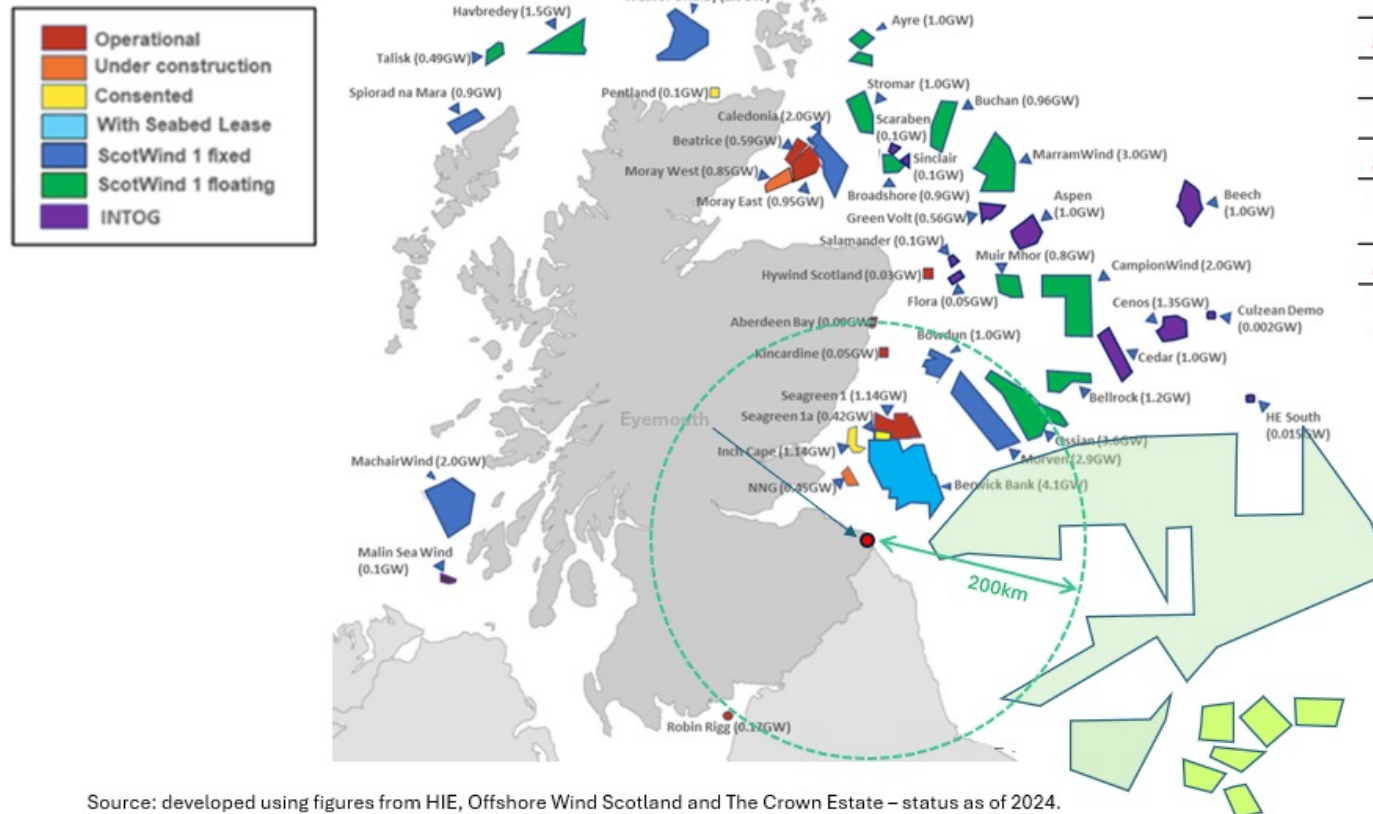 Operational
Under construction
Consented
With Seabed Lease
ScotWind 1 fixed
ScotWind 1 floating
INTOG
Havbredey (1.5GW)
Talisk (0.49GW)
Spiorad na Mara (0.9GW)
Ayre (1.0GW)
Pentland (0.1GW)
Stromar (1.0GW)
Buchan (0.96GW)
Caledonia (2.0GW)
Scaraben
(0.1GW)
Beatrice (0.59GW)
Sinclair
(0.1GW)
MarramWind (3.0GW)
Moray West (0.85GW)
Moray East (0.95GW)
Broadshore (0.9GW)
Aspen
(1.0GW)
Beech
(1.0GW)
Green Volt (0.56GW)
Salamander (0.1GW)
Muir Mhor (0.8GW)
CampionWind (2.0GW)
Hywind Scotland (0.03GW)
Flora (0.05GW)
Cenos (1.35GW)
Culzean Demo
(0.002GW)
Aberdeen Bay (0.09GW)
Bowdun (1.0GW)
Kincardine (0.05GW)
Cedar (1.0GW)
Seagreen 1 (1.14GW)
Bellrock (1.2GW)
Seagreen 1a (0.42GW)
Eyemouth
HE South
(0.015GW)
Ossian (3.6GW)
Inch Cape (1.14GW)
Morven (2.9GW)
MachairWind (2.0GW)
NNG (0.45GW)
Berwick Bank (4.1GW)
Malin Sea Wind
(0.1GW)
200km
Robin Rigg (0.17GW)
Source: developed using figures from HIE, Offshore Wind Scotland and The Crown Estate – status as of 2024.